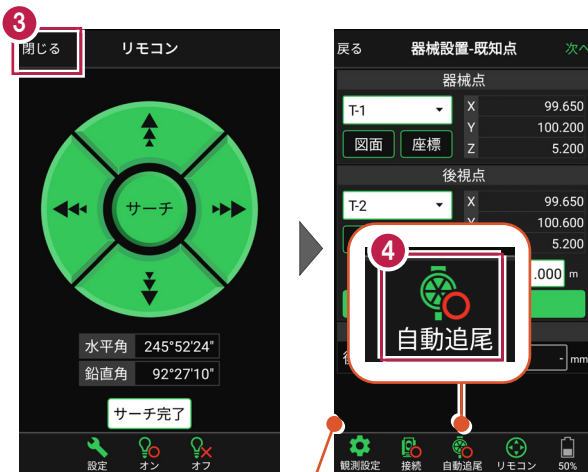 3
閉じる
リモコン
サーチ
水平角 245°52'24"
鉛直角 92°27'10"
サーチ完了
設定 オン オフ
戻る 器械設置-既知点 次へ
器械点
T-1 X 99.650
Y 100.200
図面 座標 Z 5.200
後視点
T-2 X 99.650
Y 100.600
5.200
4
.000 m
自動追尾
- mm
観測設定 接続 自動追尾 リモコン 50%